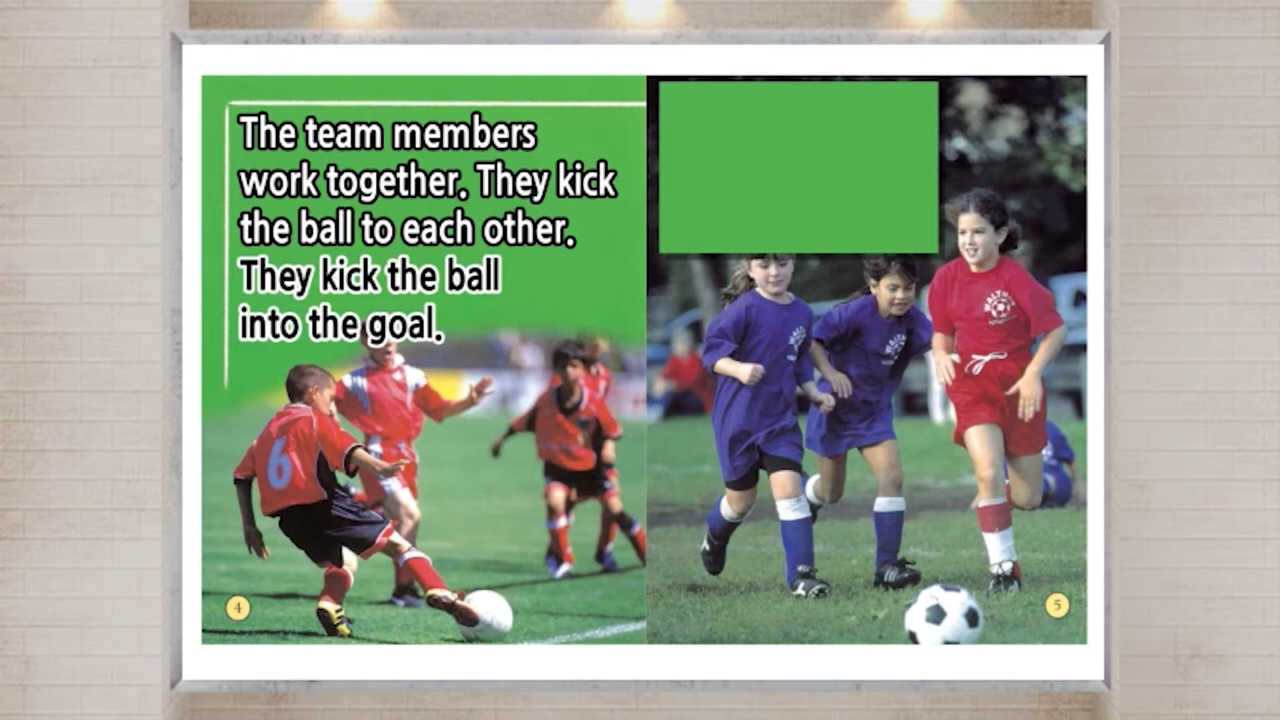 The team members
work together. They kick
the ball to each other.
They kick the ball
into the goal.
6
4
5